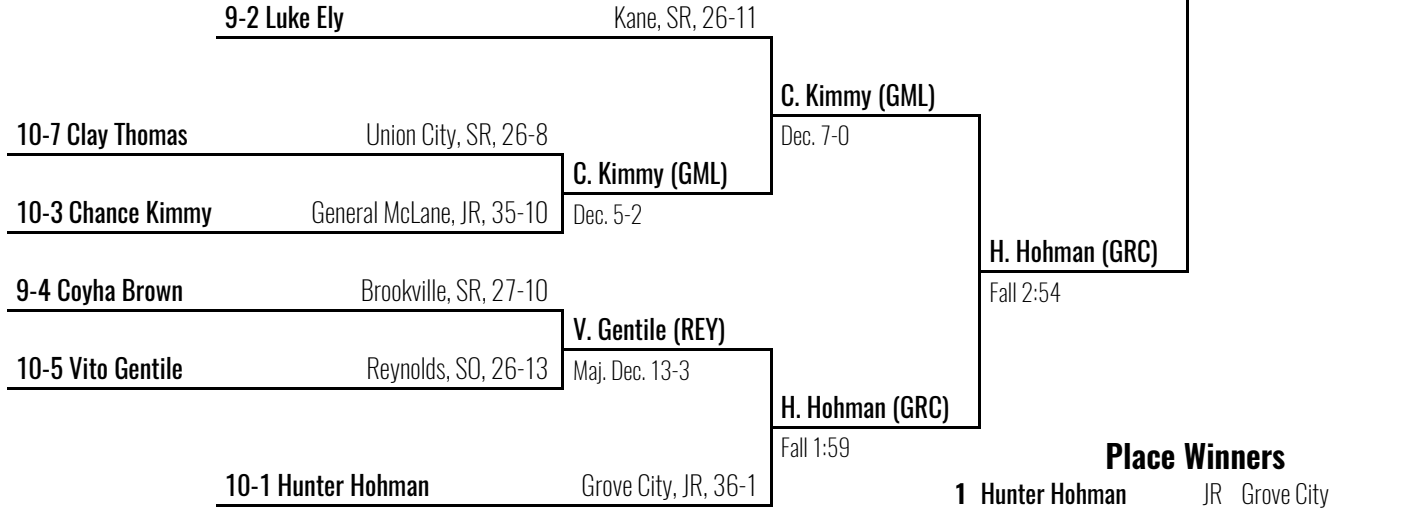 9-2 Luke Ely Kane, SR, 26-11
C. Kimmy (GML)
Dec. 7-0
10-7 Clay Thomas Union City, SR, 26-8
C. Kimmy (GML)
Dec. 5-2
10-3 Chance Kimmy General McLane, JR, 35-10
H. Hohman (GRC)
Fall 2:54
9-4 Coyha Brown Brookville, SR, 27-10
V. Gentile (REY)
Maj. Dec. 13-3
10-5 Vito Gentile Reynolds, SO, 26-13
H. Hohman (GRC)
Fall 1:59
10-1 Hunter Hohman Grove City, JR, 36-1
Place Winners
1 Hunter Hohman JR Grove City